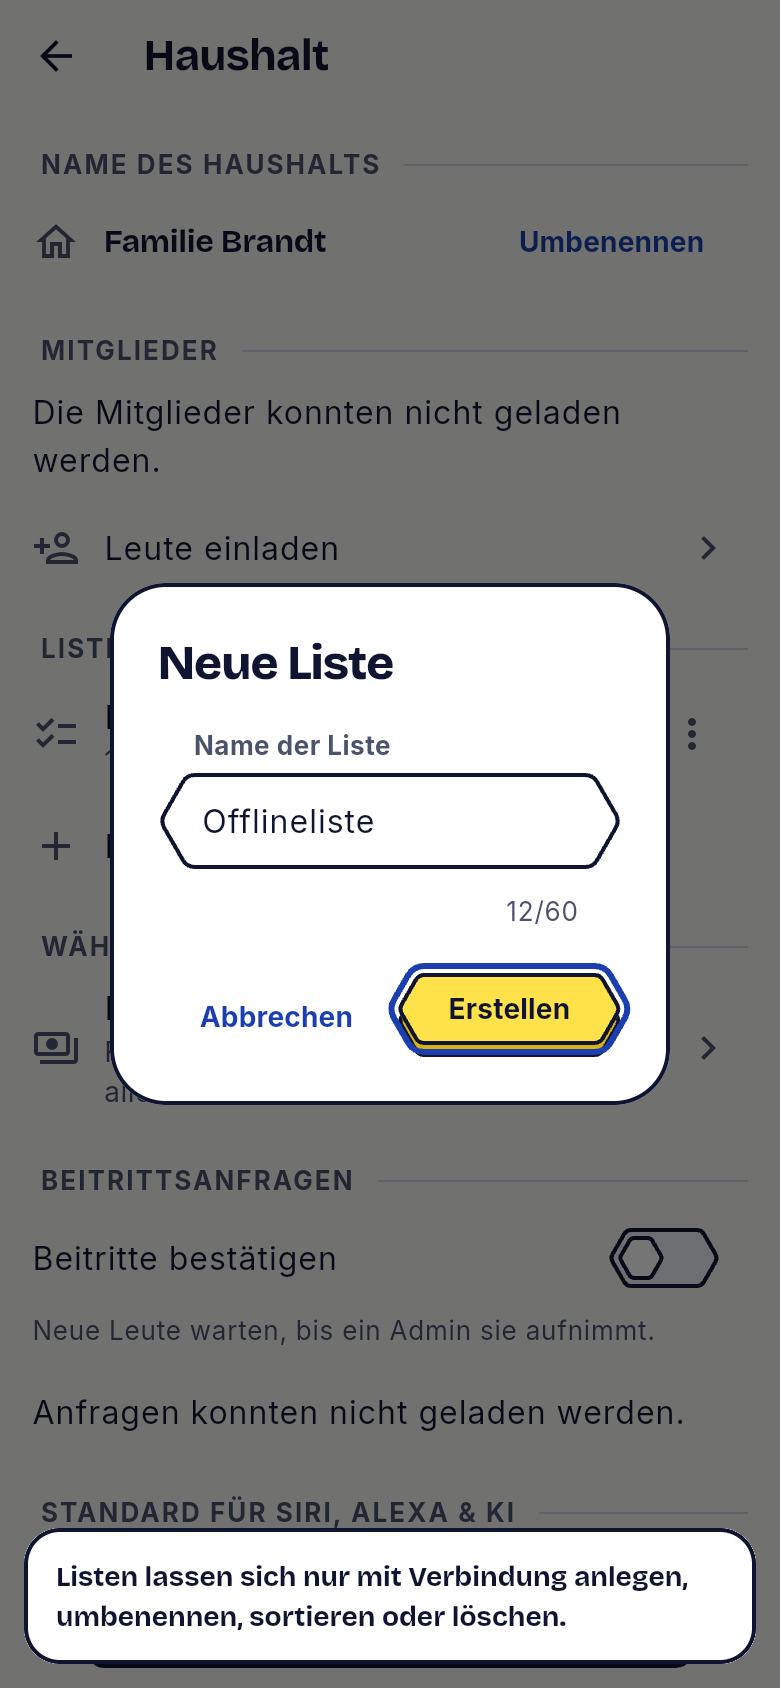 Haushalt
NAME DES HAUSHALTS
Familie Brandt
Umbenennen
MITGLIEDER
Die Mitglieder konnten nicht geladen
werden.
Leute einladen
Neue Liste
Name der Liste
Offlineliste
12/60
Abbrechen
Erstellen
BEITRITTSANFRAGEN
Beitritte bestätigen
Neue Leute warten, bis ein Admin sie aufnimmt.
Anfragen konnten nicht geladen werden.
STANDARD FÜR SIRI, ALEXA & KI
Listen lassen sich nur mit Verbindung anlegen,
umbenennen, sortieren oder löschen.